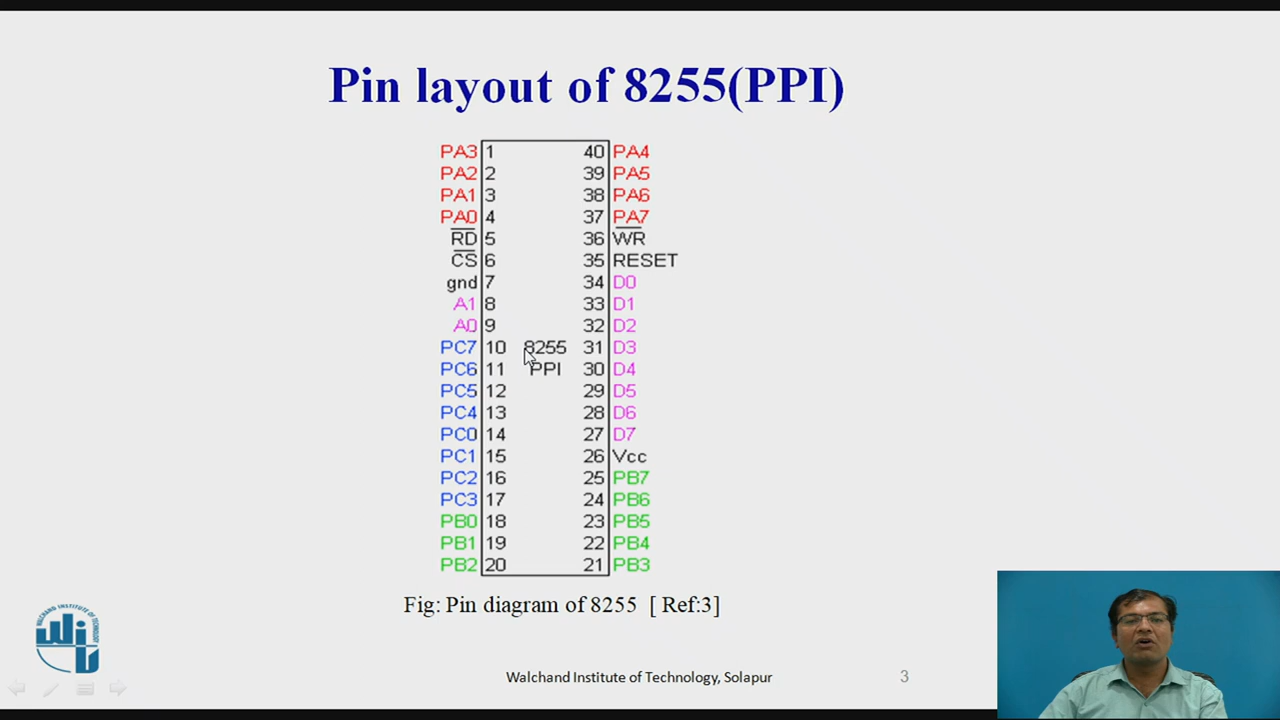 Pin layout of 8255(PPI)
PA3 1 40 PA4
PA2 2 39 PA5
PA1 3 38 PA6
PA0 4 37 PA7
RD 5 36 WR
CS 6 35 RESET
gnd 7 34 D0
A1 8 33 D1
A0 9 32 D2
PC7 10 8255 31 D3
PC6 11 PPI 30 D4
PC5 12 29 D5
PC4 13 28 D6
PC0 14 27 D7
PC1 15 26 Vcc
PC2 16 25 PB7
PC3 17 24 PB6
PB0 18 23 PB5
PB1 19 22 PB4
PB2 20 21 PB3
Fig: Pin diagram of 8255 [ Ref:3]
WALCHAND INSTITUTE OF TECHNOLOGY
WIT
Walchand Institute of Technology, Solapur
3